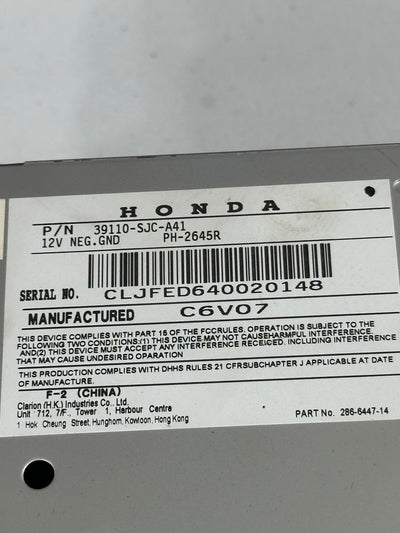 HONDA
P/N 39110-SJC-A41
12V NEG.GND PH-2645R
SERIAL NO. CLJFED640020148
MANUFACTURED C6V07
THIS DEVICE COMPLIES WITH PART 15 OF THE FCCRULES. OPERATION IS SUBJECT TO THE
FOLLOWING TWO CONDITIONS:(1) THIS DEVICE MAY NOT CAUSEHARMFUL INTERFERENCE.
AND(2) THIS DEVICE MUST ACCEPT ANY INTERFERENCE RECEIVED. INCLUDING INTERFERENCE
THAT MAY CAUSE UNDESIRED OPARATION
THIS PRODUCTION COMPLIES WITH DHHS RULES 21 CFRSUBCHAPTER J APPLICABLE AT DATE
OF MANUFACTURE.
F-2 (CHINA)
Clarion (H.K.) Industries Co., Ltd.
Unit 712, 7/F., Tower 1, Harbour Centre
1 Hok Cheung Street, Hunghom, Kowloon, Hong Kong
PART No. 286-6447-14